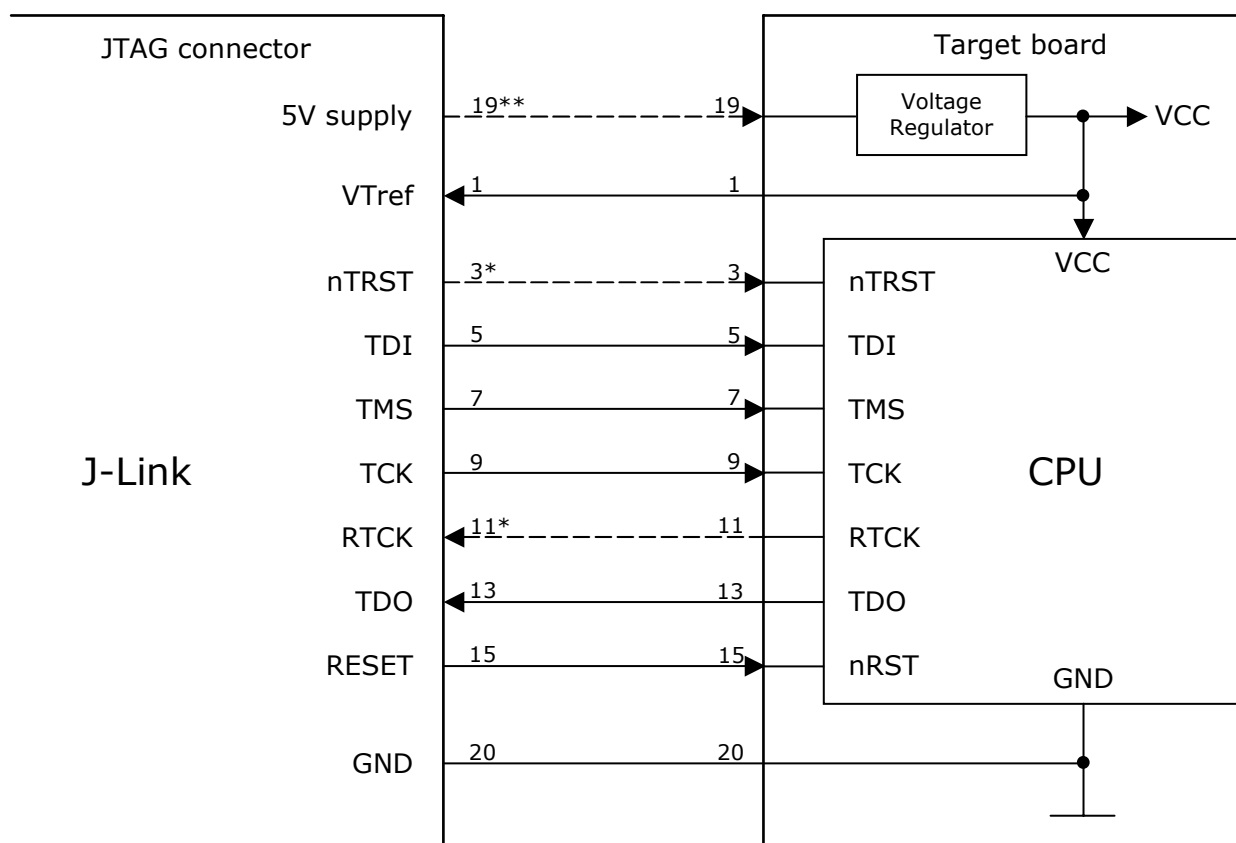 JTAG connector
Target board
5V supply 19** 19 Voltage Regulator VCC
VTref 1 1
VCC
nTRST 3* 3 nTRST
TDI 5 5 TDI
TMS 7 7 TMS
J-Link TCK 9 9 TCK CPU
RTCK 11* 11 RTCK
TDO 13 13 TDO
RESET 15 15 nRST
GND
GND 20 20